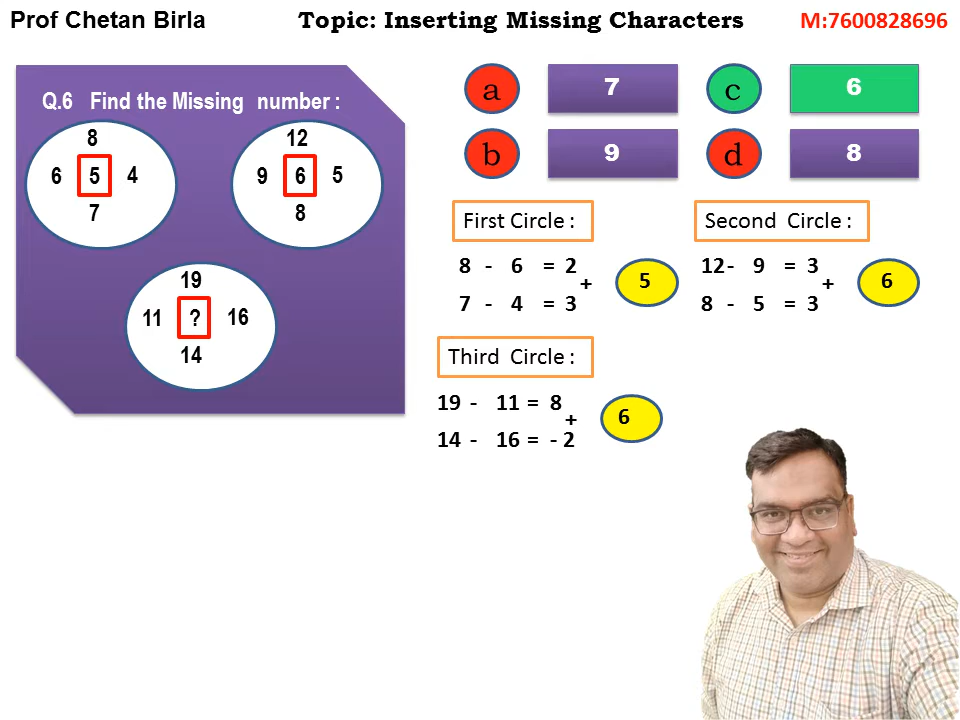 Prof Chetan Birla
Topic: Inserting Missing Characters
M:7600828696
Q.6 Find the Missing number :
8
6 5 4
7
12
9 6 5
8
19
11 ? 16
14
a 7
c 6
b 9
d 8
First Circle :
8 - 6 = 2
+ 5
7 - 4 = 3
Second Circle :
12- 9 = 3
+ 6
8 - 5 = 3
Third Circle :
19 - 11 = 8
+ 6
14 - 16 = - 2